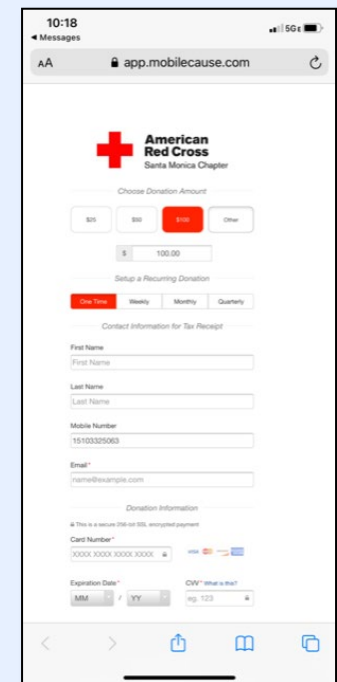 10:18
5GE
◀ Messages
AA app.mobilecause.com
American
Red Cross
Santa Monica Chapter
Choose Donation Amount
$25 $50 $100 Other
$ 100.00
Setup a Recurring Donation
One Time Weekly Monthly Quarterly
Contact Information for Tax Receipt
First Name
First Name
Last Name
Last Name
Mobile Number
15103325063
Email*
name@example.com
Donation Information
This is a secure 256-bit SSL encrypted payment
Card Number*
XXXX XXXX XXXX XXXX VISA
Expiration Date* CVV* What is this?
MM / YY eg. 123